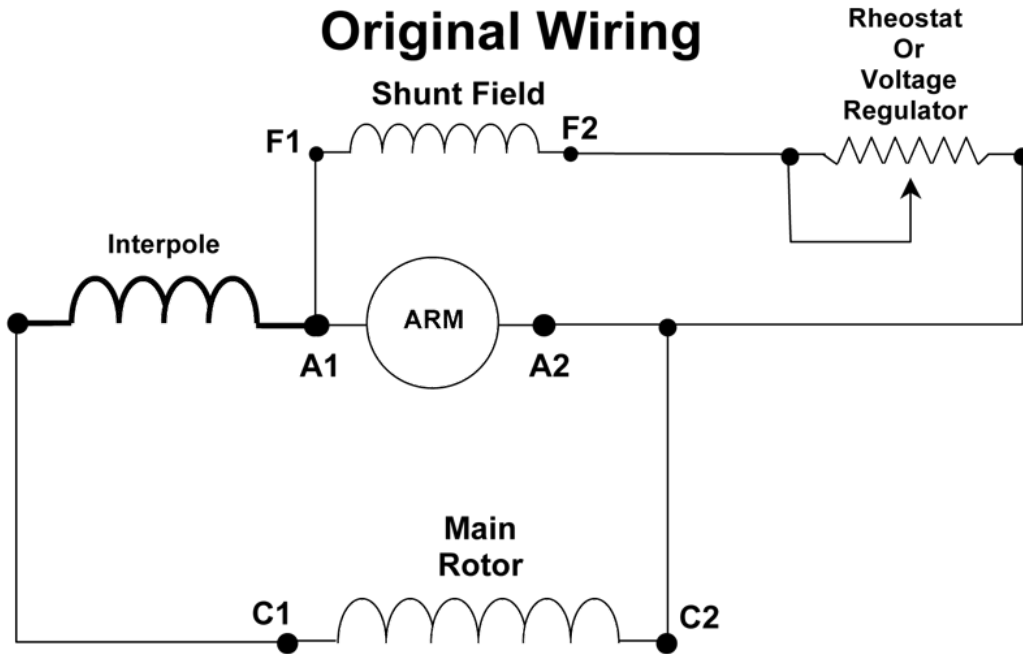 Original Wiring
Rheostat
Or
Voltage
Regulator
Shunt Field
F1
F2
Interpole
ARM
A1
A2
Main
Rotor
C1
C2